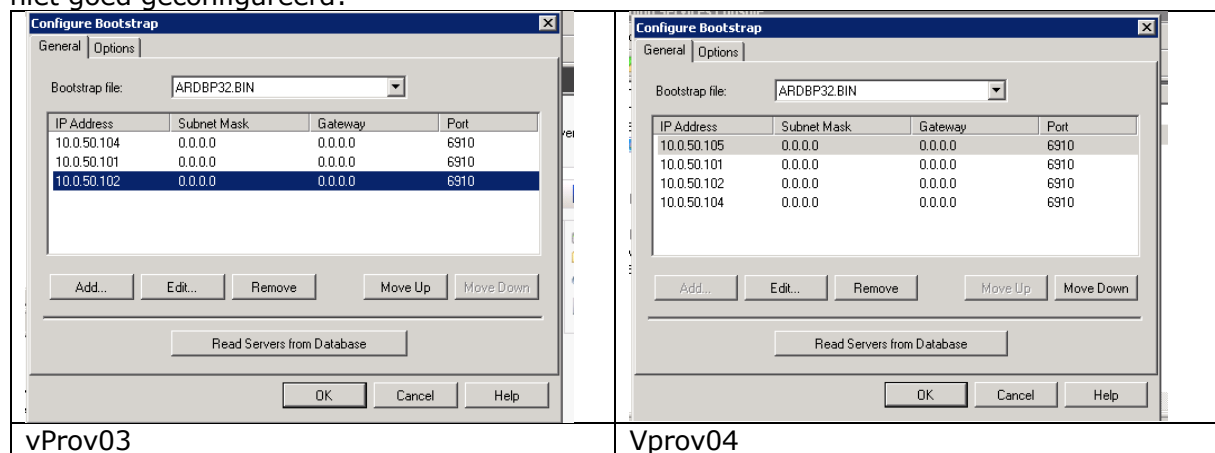 niet goed geconfigureerd:
Configure Bootstrap
General Options
Bootstrap file: ARDBP32.BIN
IP Address Subnet Mask Gateway Port
10.0.50.104 0.0.0.0 0.0.0.0 6910
10.0.50.101 0.0.0.0 0.0.0.0 6910
10.0.50.102 0.0.0.0 0.0.0.0 6910
Add... Edit... Remove Move Up Move Down
Read Servers from Database
OK Cancel Help
vProv03
Configure Bootstrap
General Options
Bootstrap file: ARDBP32.BIN
IP Address Subnet Mask Gateway Port
10.0.50.105 0.0.0.0 0.0.0.0 6910
10.0.50.101 0.0.0.0 0.0.0.0 6910
10.0.50.102 0.0.0.0 0.0.0.0 6910
10.0.50.104 0.0.0.0 0.0.0.0 6910
Add... Edit... Remove Move Up Move Down
Read Servers from Database
OK Cancel Help
Vprov04